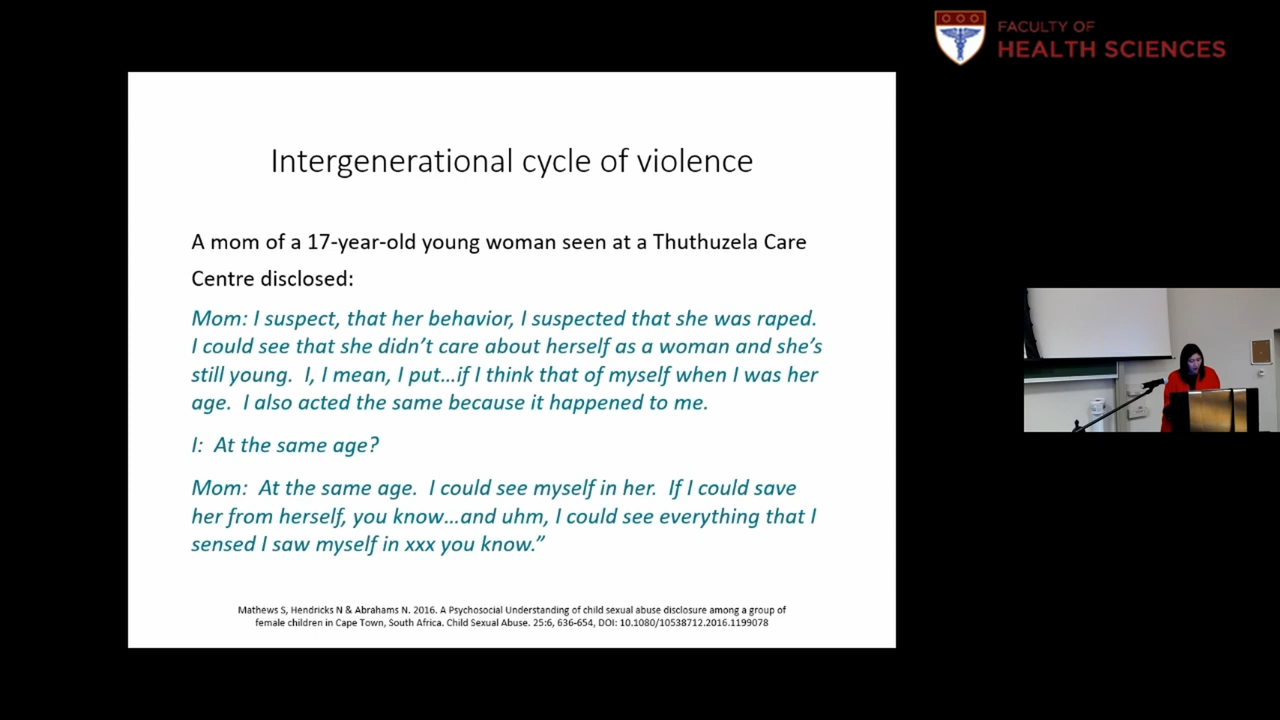 FACULTY OF
HEALTH SCIENCES
Intergenerational cycle of violence
A mom of a 17-year-old young woman seen at a Thuthuzela Care
Centre disclosed:
Mom: I suspect, that her behavior, I suspected that she was raped.
I could see that she didn’t care about herself as a woman and she’s
still young.  I, I mean, I put…if I think that of myself when I was her
age.  I also acted the same because it happened to me.
I:  At the same age?
Mom:  At the same age.  I could see myself in her.  If I could save
her from herself, you know…and uhm, I could see everything that I
sensed I saw myself in xxx you know.”
Mathews S, Hendricks N & Abrahams N. 2016. A Psychosocial Understanding of child sexual abuse disclosure among a group of
female children in Cape Town, South Africa. Child Sexual Abuse. 25:6, 636-654, DOI: 10.1080/10538712.2016.1199078